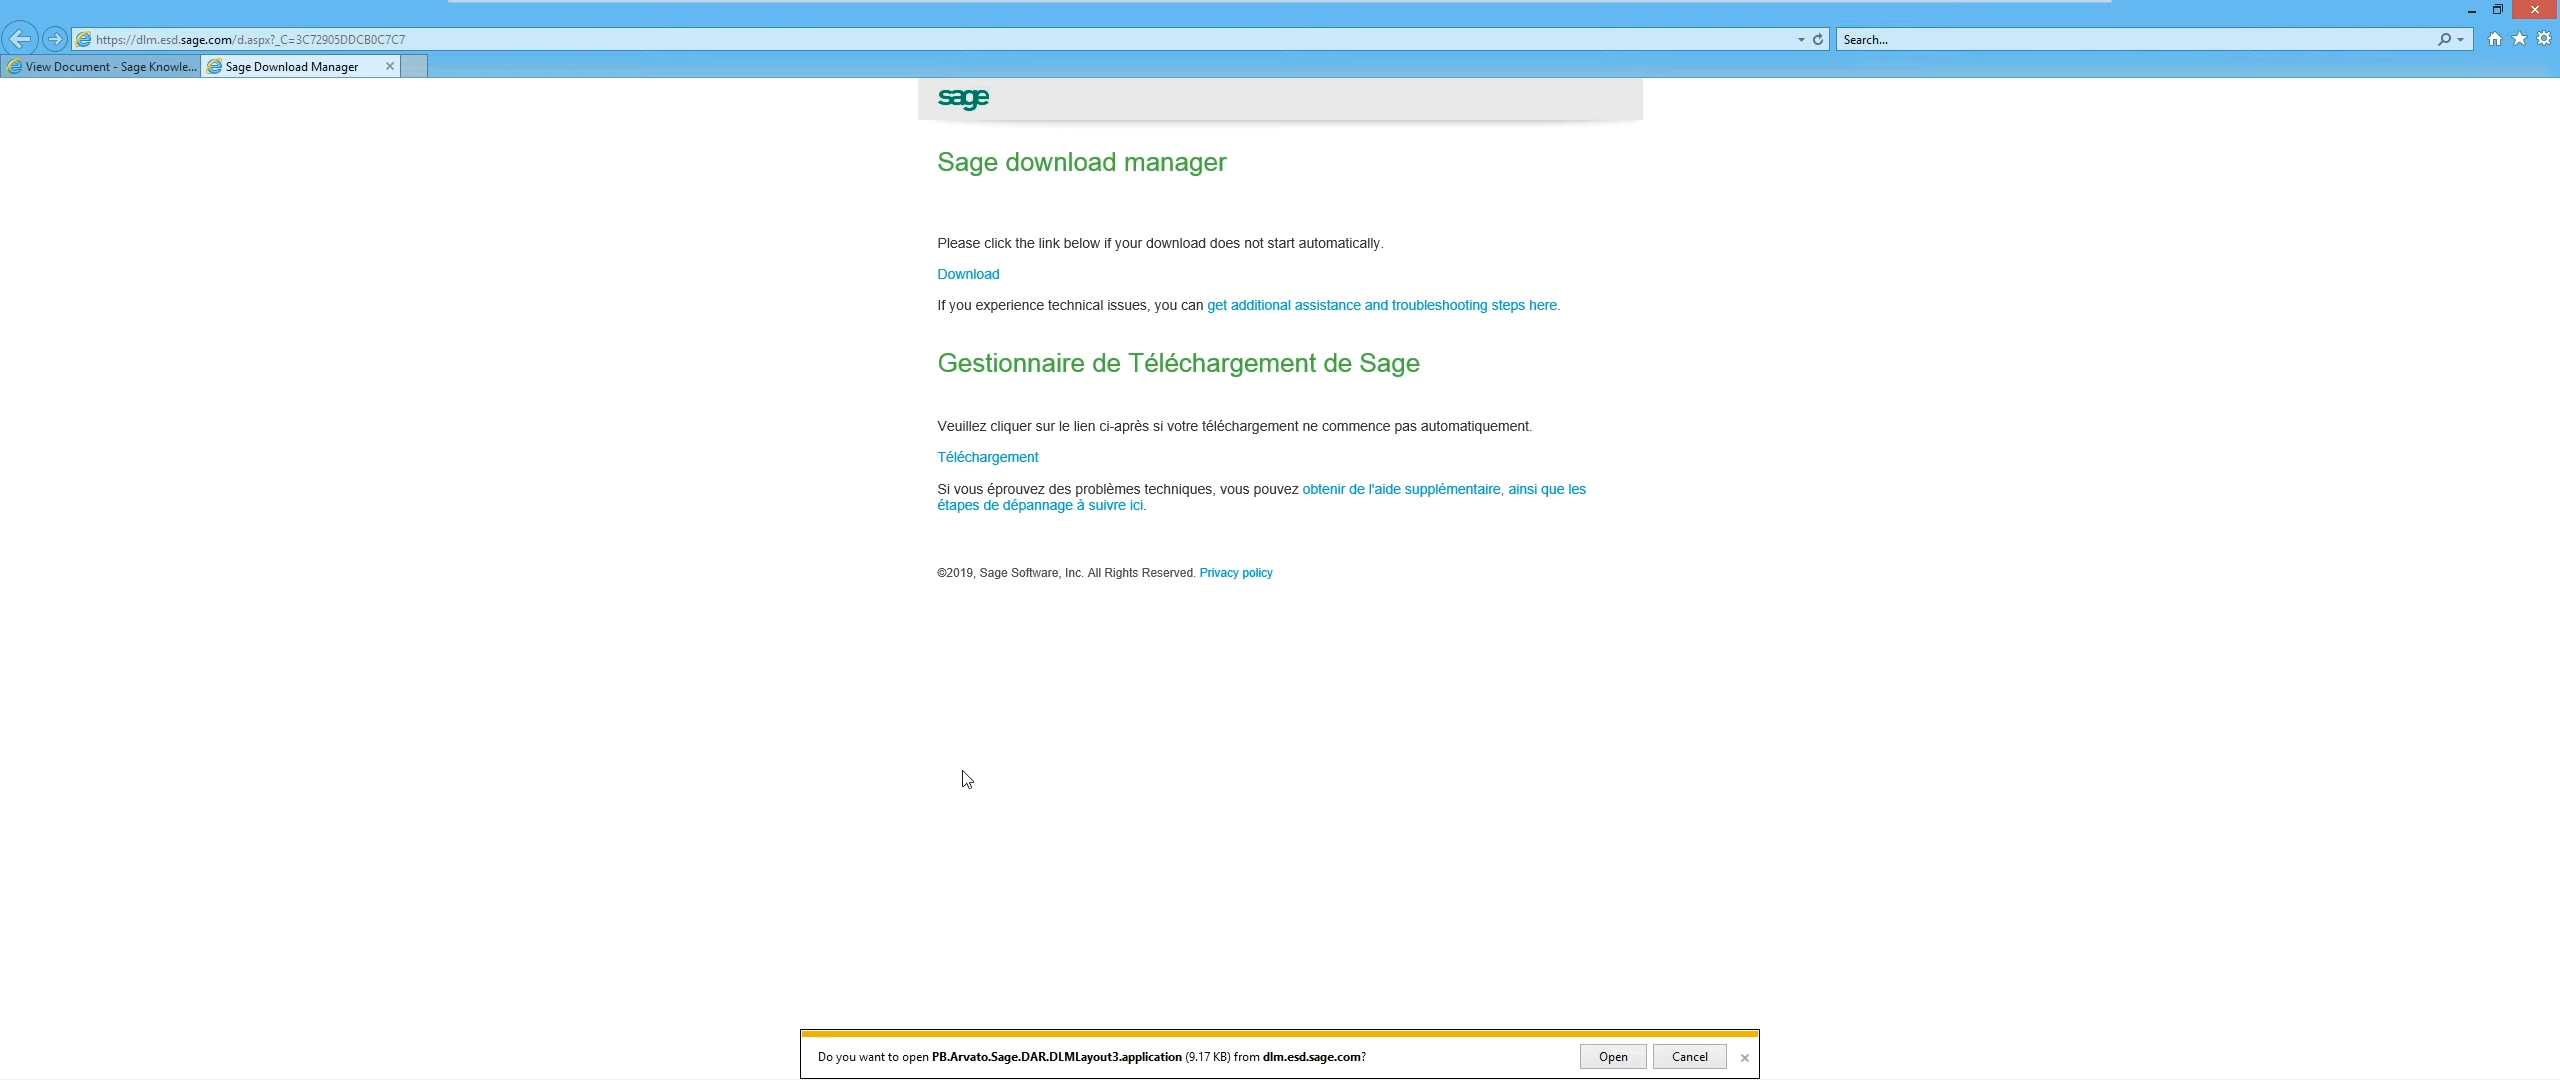 https://dlm.esd.sage.com/d.aspx?_C=3C72905DDCB0C7C7
Search...
View Document - Sage Knowle...
Sage Download Manager
sage
Sage download manager
Please click the link below if your download does not start automatically.
Download
If you experience technical issues, you can get additional assistance and troubleshooting steps here.
Gestionnaire de Téléchargement de Sage
Veuillez cliquer sur le lien ci-après si votre téléchargement ne commence pas automatiquement.
Téléchargement
Si vous éprouvez des problèmes techniques, vous pouvez obtenir de l'aide supplémentaire, ainsi que les
étapes de dépannage à suivre ici.
©2019, Sage Software, Inc. All Rights Reserved. Privacy policy
Do you want to open PB.Arvato.Sage.DAR.DLMLayout3.application (9.17 KB) from dlm.esd.sage.com?
Open
Cancel